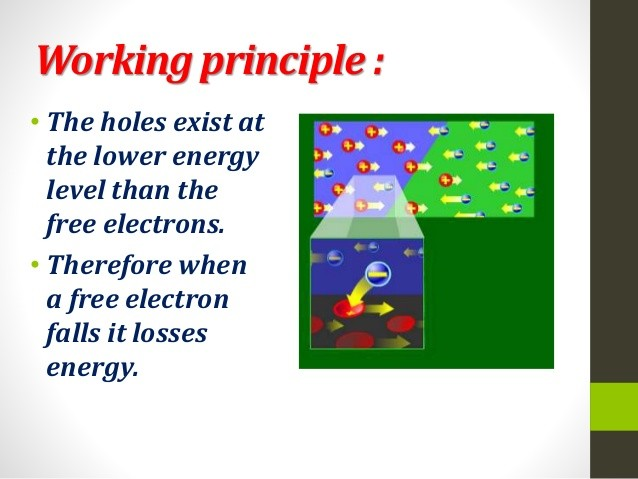 Working principle :
• The holes exist at
the lower energy
level than the
free electrons.
• Therefore when
a free electron
falls it losses
energy.